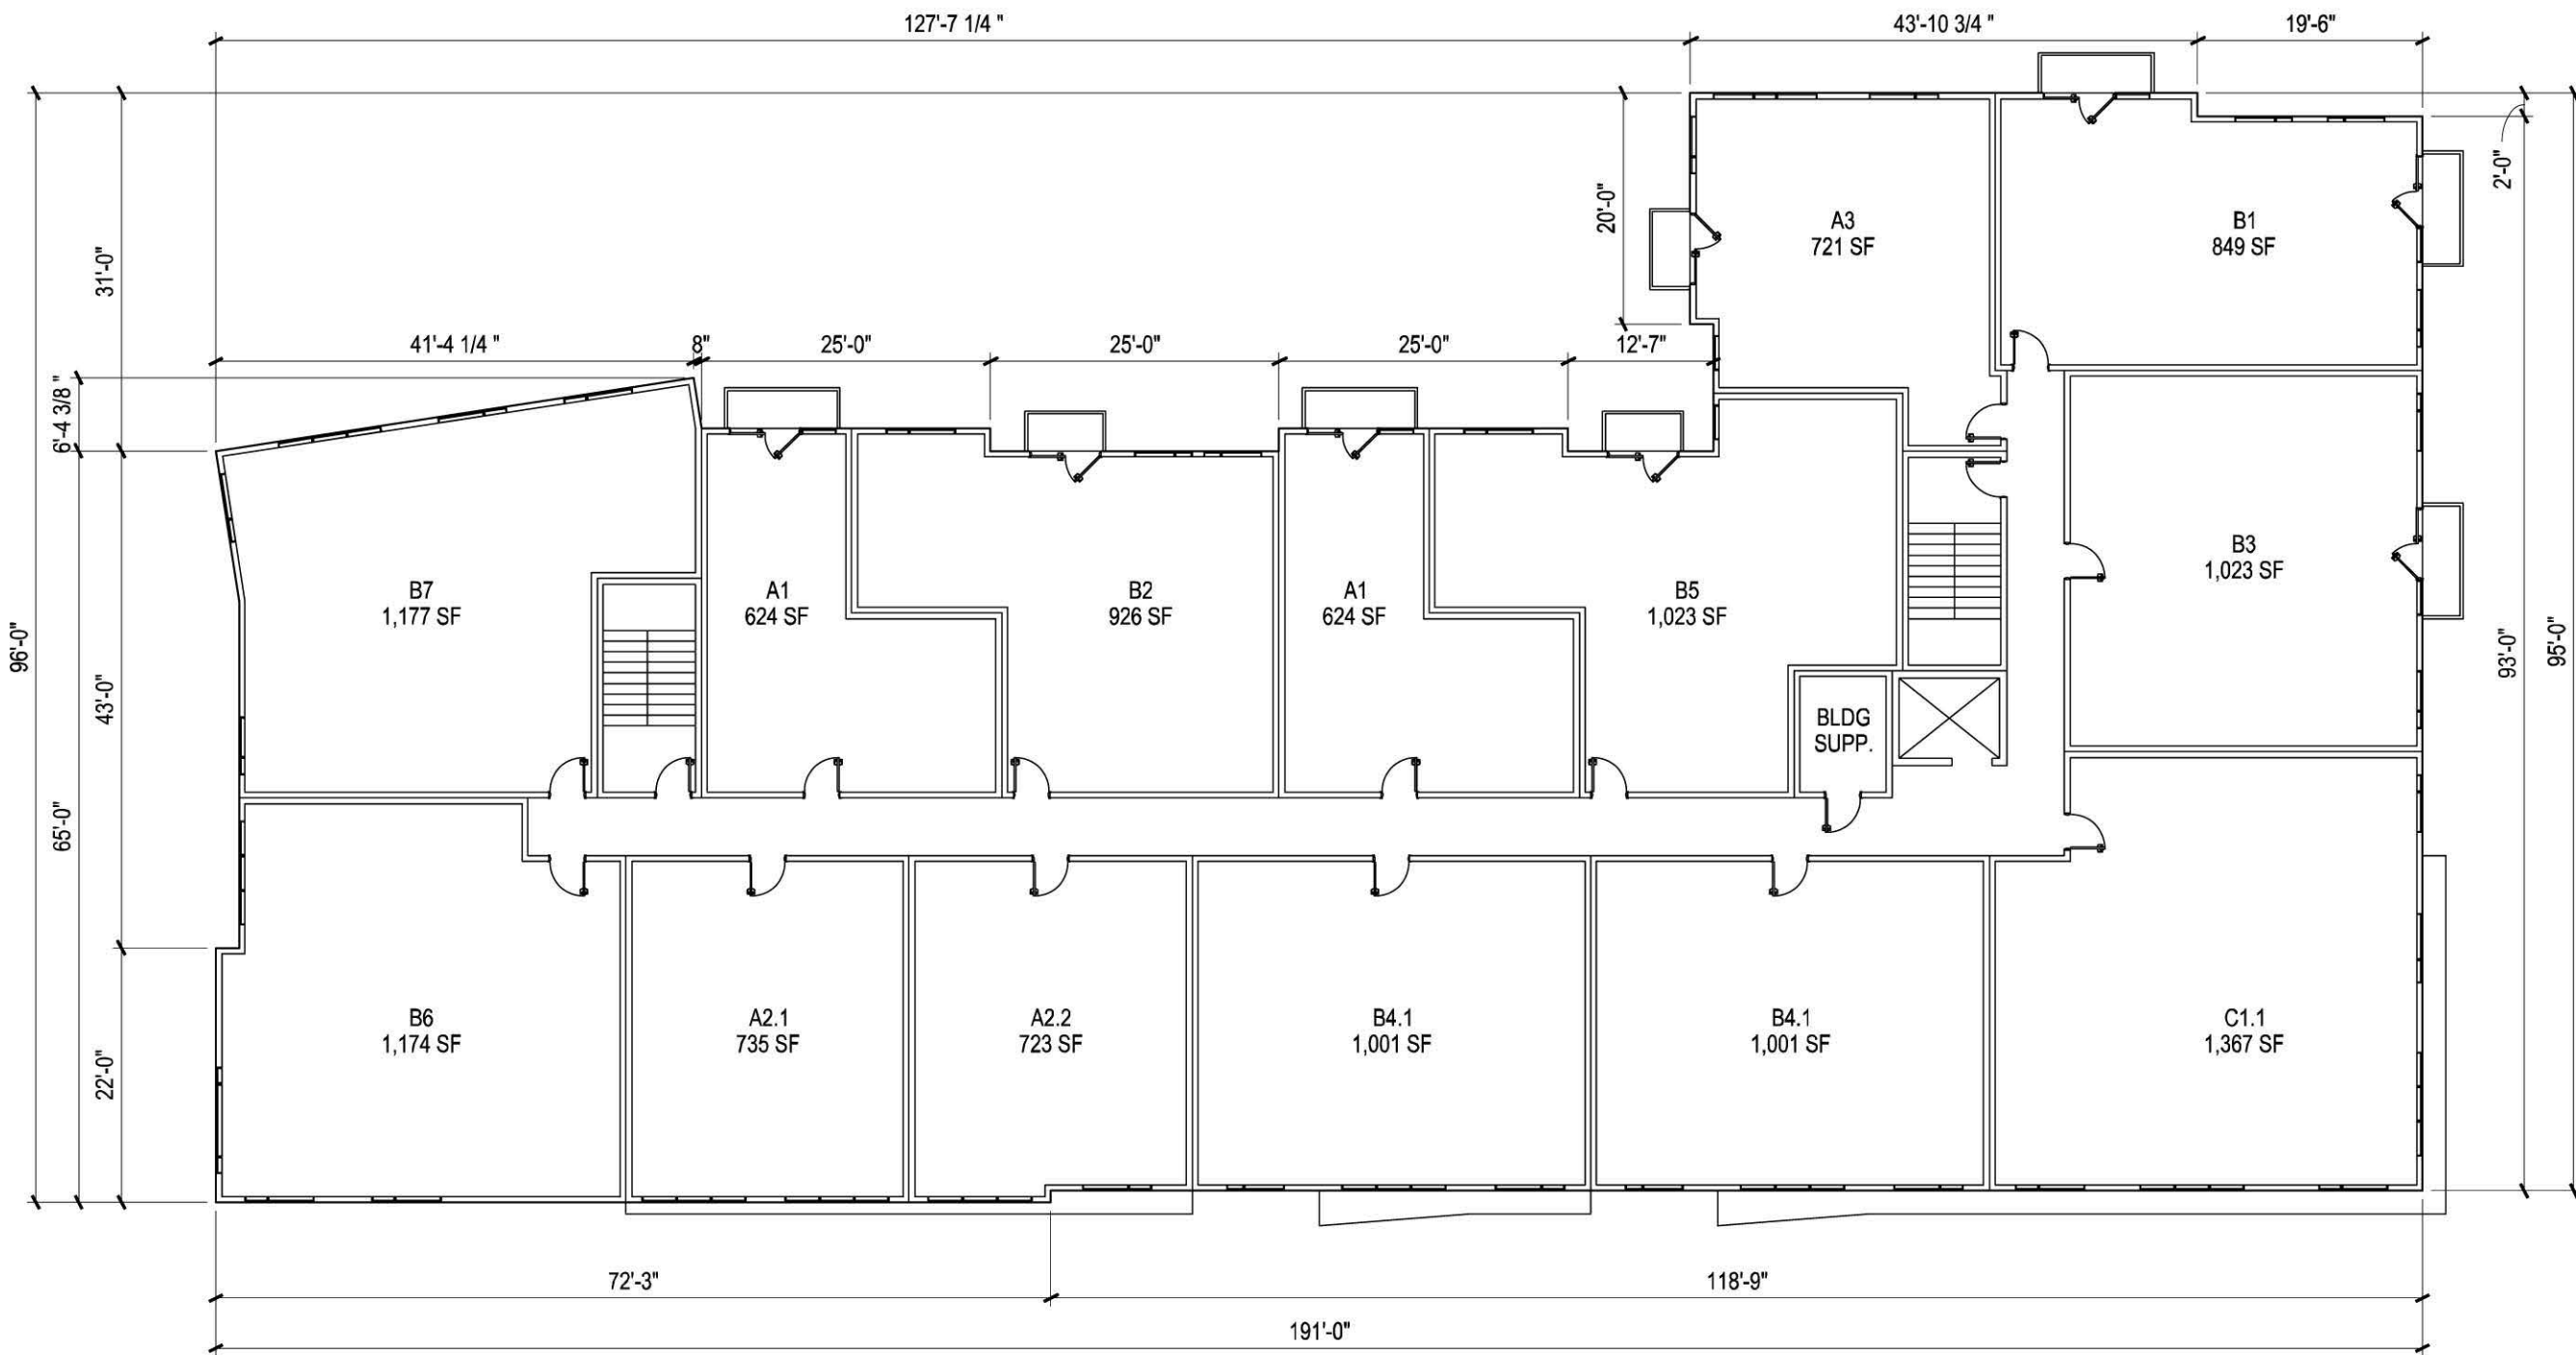 127'-7 1/4 "
43'-10 3/4 "
19'-6"
2'-0"
20'-0"
A3
721 SF
B1
849 SF
31'-0"
41'-4 1/4 "
8"
25'-0"
25'-0"
25'-0"
12'-7"
6'-4 3/8 "
B7
1,177 SF
A1
624 SF
B2
926 SF
A1
624 SF
B5
1,023 SF
B3
1,023 SF
96'-0"
43'-0"
93'-0"
95'-0"
BLDG
SUPP.
65'-0"
22'-0"
B6
1,174 SF
A2.1
735 SF
A2.2
723 SF
B4.1
1,001 SF
B4.1
1,001 SF
C1.1
1,367 SF
72'-3"
118'-9"
191'-0"